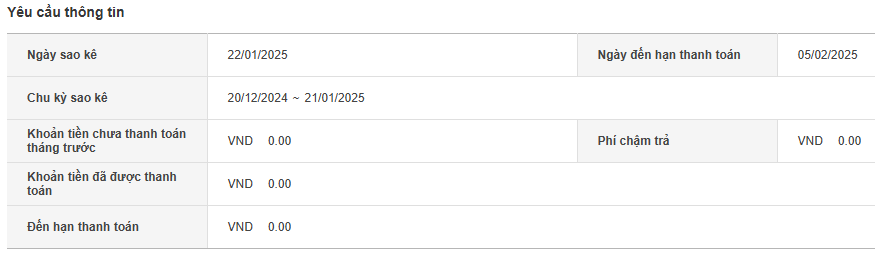 Yêu cầu thông tin
Ngày sao kê 22/01/2025 Ngày đến hạn thanh toán 05/02/2025
Chu kỳ sao kê 20/12/2024 ~ 21/01/2025
Khoản tiền chưa thanh toán
tháng trước VND 0.00 Phí chậm trả VND 0.00
Khoản tiền đã được thanh
toán VND 0.00
Đến hạn thanh toán VND 0.00